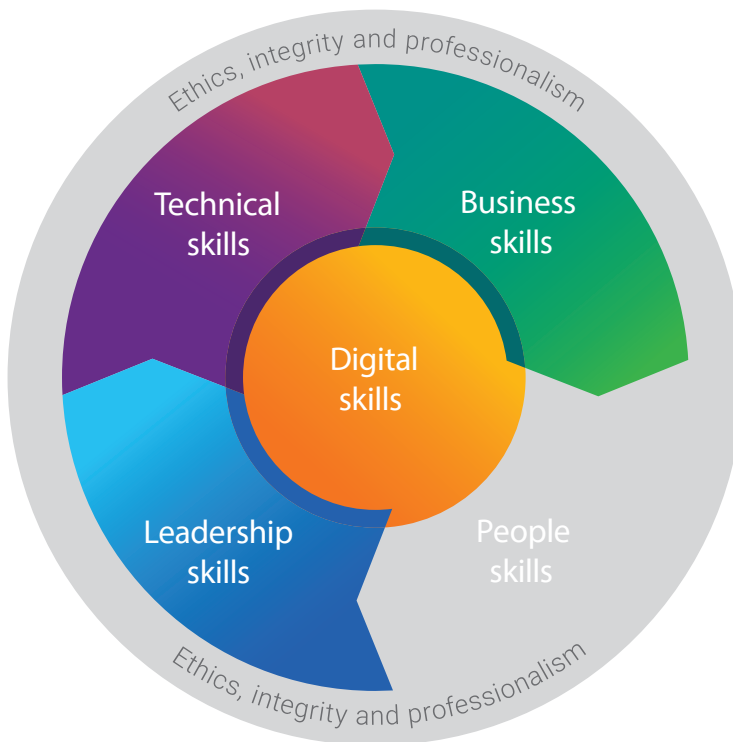 Ethics, integrity and professionalism
Technical
skills
Business
skills
Digital
skills
Leadership
skills
People
skills
Ethics, integrity and professionalism